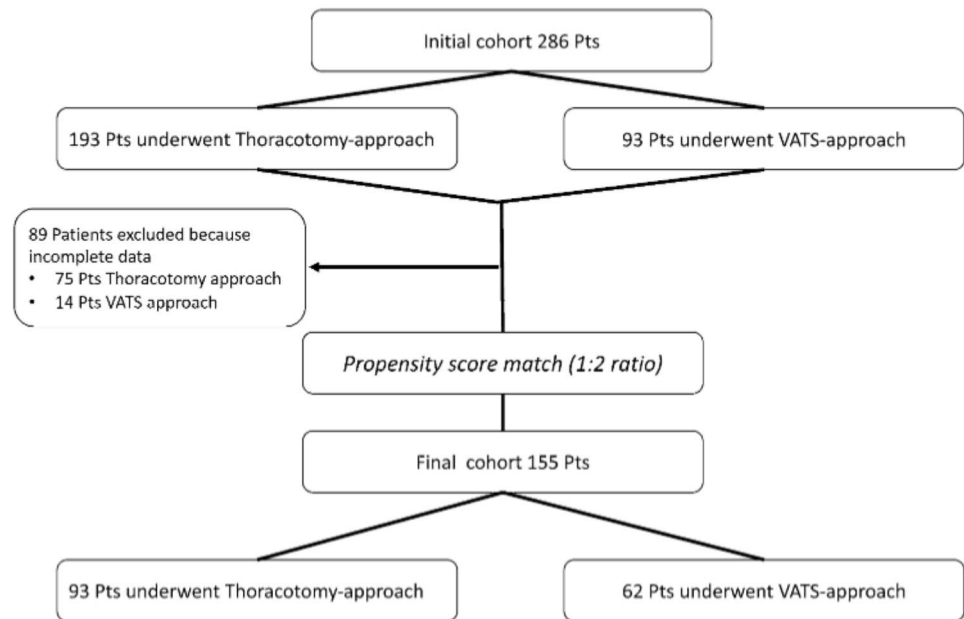 Initial cohort 286 Pts
193 Pts underwent Thoracotomy-approach
93 Pts underwent VATS-approach
89 Patients excluded because
incomplete data
• 75 Pts Thoracotomy approach
• 14 Pts VATS approach
Propensity score match (1:2 ratio)
Final cohort 155 Pts
93 Pts underwent Thoracotomy-approach
62 Pts underwent VATS-approach